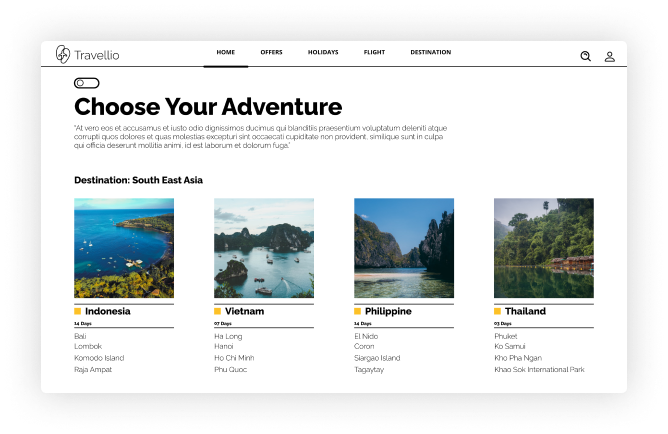 Travellio
HOME
OFFERS
HOLIDAYS
FLIGHT
DESTINATION
Choose Your Adventure
"At vero eos et accusamus et iusto odio dignissimos ducimus qui blanditiis praesentium voluptatum deleniti atque
corrupti quos dolores et quas molestias excepturi sint occaecati cupiditate non provident, similique sunt in culpa
qui officia deserunt mollitia animi, id est laborum et dolorum fuga."
Destination: South East Asia
Indonesia
14 Days
Bali
Lombok
Komodo Island
Raja Ampat
Vietnam
07 Days
Ha Long
Hanoi
Ho Chi Minh
Phu Quoc
Philippine
14 Days
El Nido
Coron
Siargao Island
Tagaytay
Thailand
03 Days
Phuket
Ko Samui
Kho Pha Ngan
Khao Sok International Park